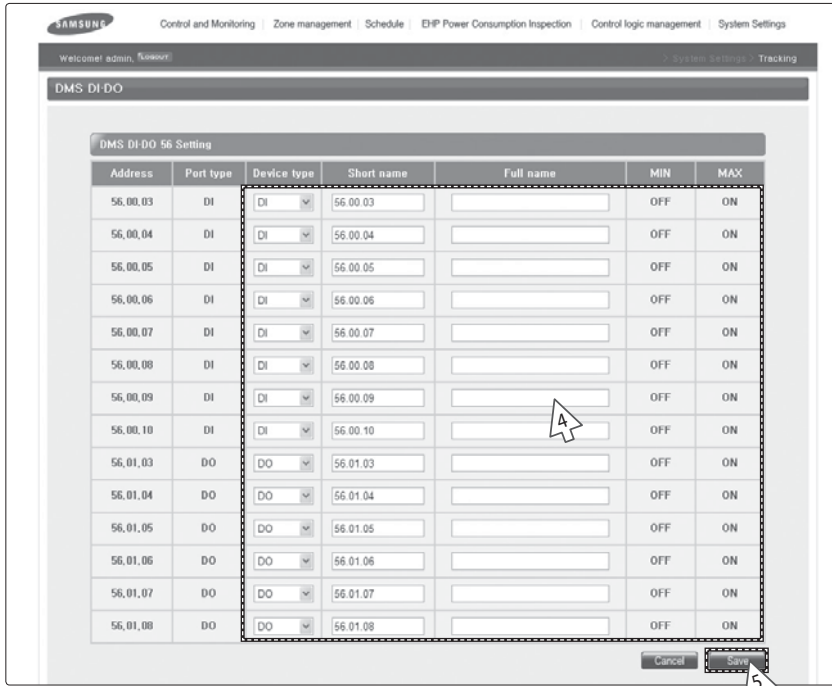 SAMSUNG Control and Monitoring Zone management Schedule EHP Power Consumption Inspection Control logic management System Settings
Welcome! admin, LOGOUT > System Settings > Tracking
DMS DI-DO
DMS DI-DO 56 Setting
Address Port type Device type Short name Full name MIN MAX
56,00,03 DI DI 56.00.03 OFF ON
56,00,04 DI DI 56.00.04 OFF ON
56,00,05 DI DI 56.00.05 OFF ON
56,00,06 DI DI 56.00.06 OFF ON
56,00,07 DI DI 56.00.07 OFF ON
56,00,08 DI DI 56.00.08 OFF ON
56,00,09 DI DI 56.00.09 OFF ON
4
56,00,10 DI DI 56.00.10 OFF ON
56,01,03 DO DO 56.01.03 OFF ON
56,01,04 DO DO 56.01.04 OFF ON
56,01,05 DO DO 56.01.05 OFF ON
56,01,06 DO DO 56.01.06 OFF ON
56,01,07 DO DO 56.01.07 OFF ON
56,01,08 DO DO 56.01.08 OFF ON
Cancel Save
5